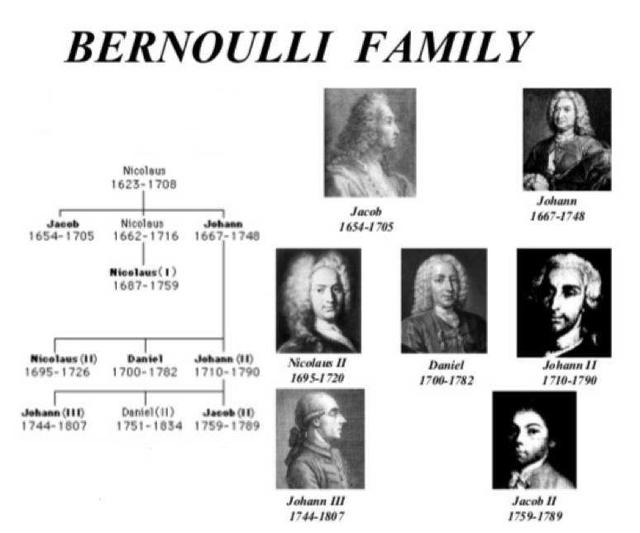 BERNOULLI FAMILY
Nicolaus
1623-1708
Jacob Nicolaus Johann
1654-1705 1662-1716 1667-1748
Nicolaus(I)
1687-1759
Nicolaus (II) Daniel Johann (II)
1695-1726 1700-1782 1710-1790
Johann(III) Daniel(II) Jacob(II)
1744-1807 1751-1834 1759-1789
Jacob
1654-1705
Johann
1667-1748
Nicolaus II
1695-1720
Daniel
1700-1782
Johann II
1710-1790
Johann III
1744-1807
Jacob II
1759-1789